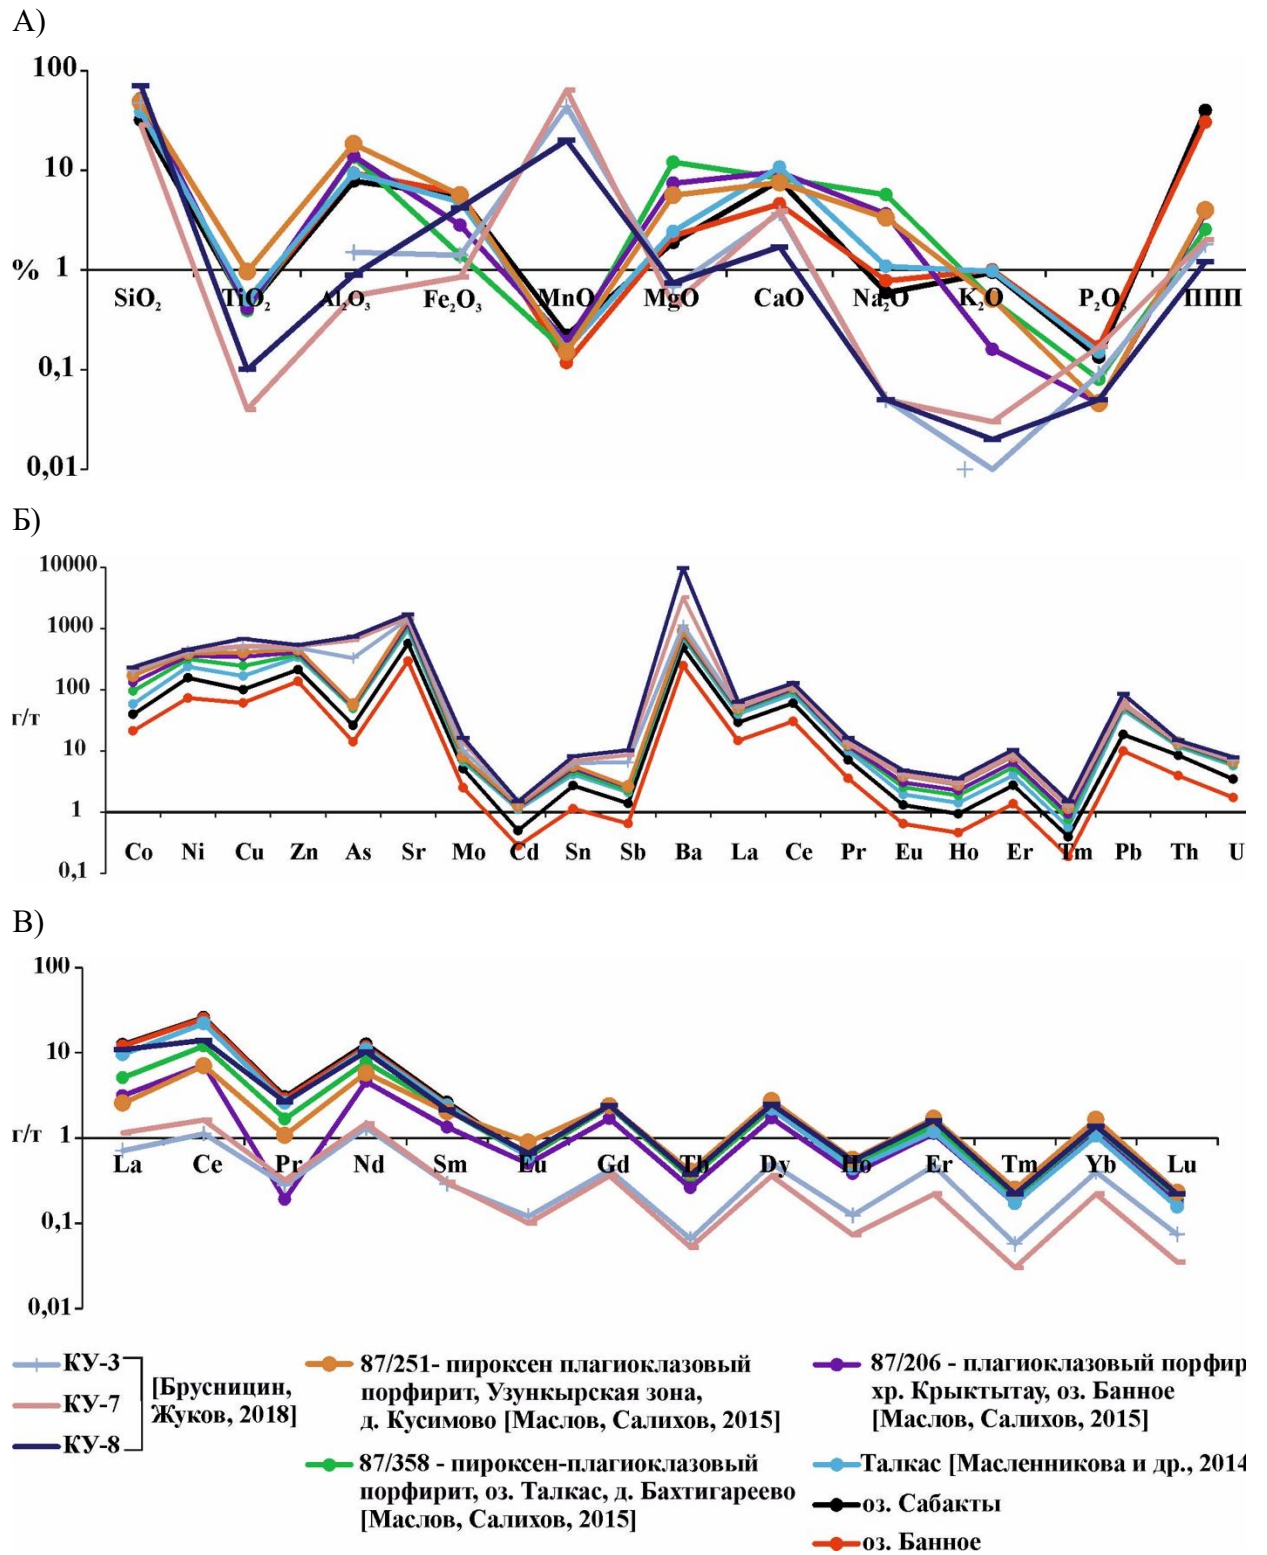 А)
100
10
% 1
SiO₂ TiO₂ Al₂O₃ Fe₂O₃ MnO MgO CaO Na₂O K₂O P₂O₅ ППП
0,1
0,01
Б)
10000
1000
100
г/т
10
1
Co Ni Cu Zn As Sr Mo Cd Sn Sb Ba La Ce Pr Eu Ho Er Tm Pb Th U
0,1
В)
100
10
г/т 1
La Ce Pr Nd Sm Eu Gd Tb Dy Ho Er Tm Yb Lu
0,1
0,01
КУ-3
КУ-7
КУ-8
[Брусницин,
Жуков, 2018]
87/251- пироксен плагиоклазовый
порфирит, Узункырская зона,
д. Кусимово [Маслов, Салихов, 2015]
87/358 - пироксен-плагиоклазовый
порфирит, оз. Талкас, д. Бахтигареево
[Маслов, Салихов, 2015]
87/206 - плагиоклазовый порфир
хр. Крыктытау, оз. Банное
[Маслов, Салихов, 2015]
Талкас [Масленникова и др., 2014
оз. Сабакты
оз. Банное